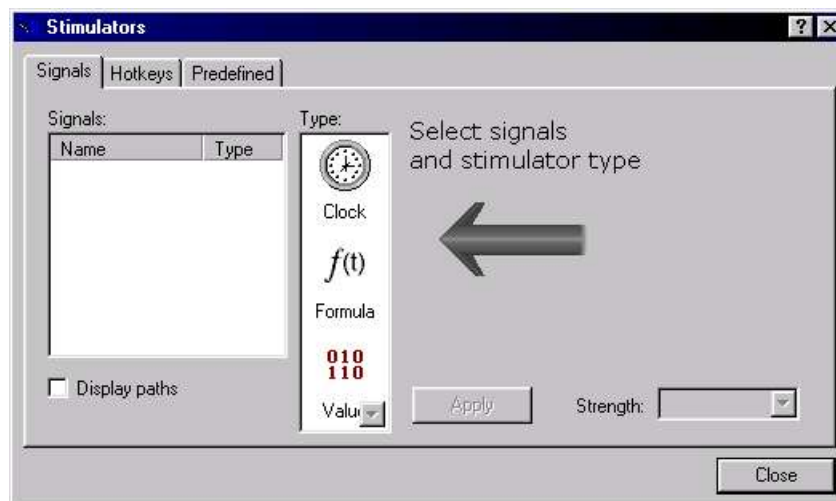 Stimulators
Signals Hotkeys Predefined
Signals:
Name Type
Type:
Clock
f(t)
Formula
010
110
Display paths
Select signals
and stimulator type
Apply
Strength:
Close